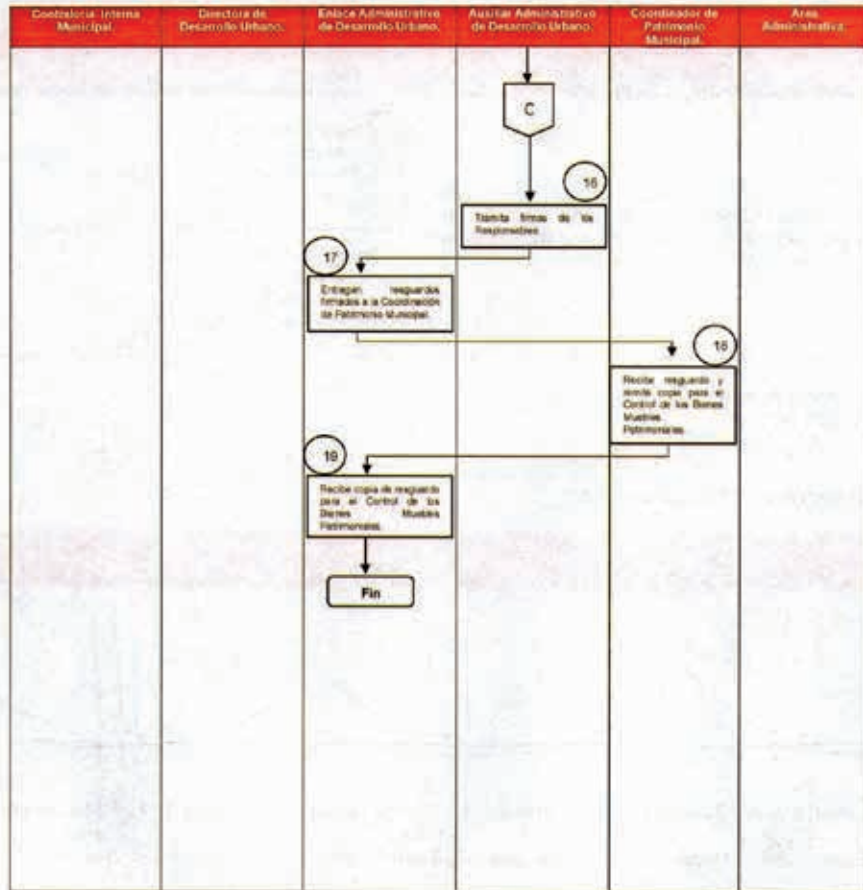 Contraloría Interna
Municipal.
Directora de
Desarrollo Urbano.
Enlace Administrativo
de Desarrollo Urbano.
Auxiliar Administrativo
de Desarrollo Urbano.
Coordinador de
Patrimonio
Municipal.
Área
Administrativa.
C
16
Tramita firmas de los
Responsables
17
Entregan resguardos
firmados a la Coordinación
de Patrimonio Municipal.
18
Recibe resguardo y
remite copia para el
Control de los Bienes
Muebles
Patrimoniales
19
Recibe copia de resguardo
para el Control de los
Bienes Muebles
Patrimoniales
Fin